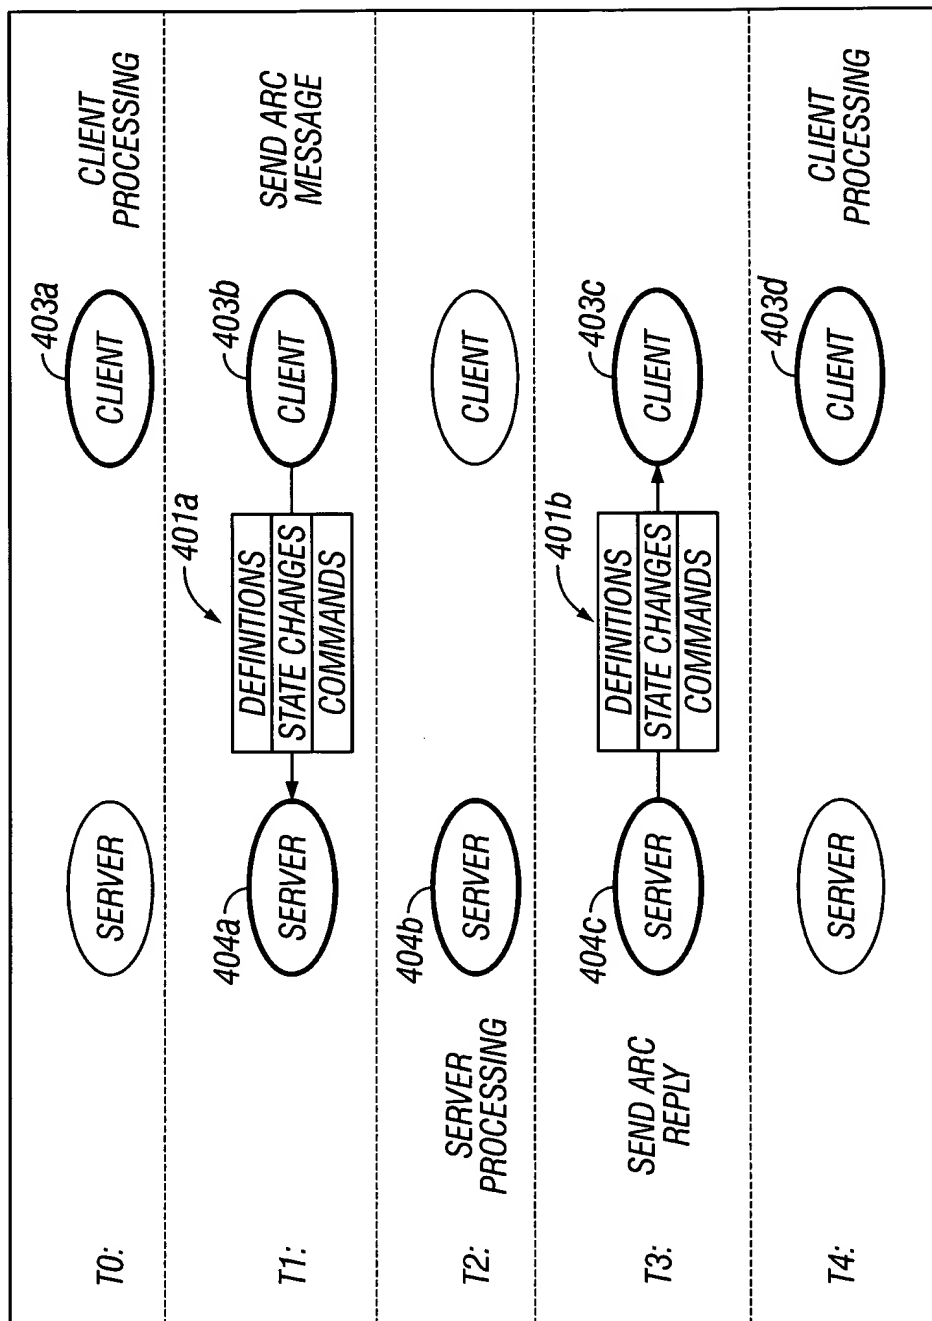 T0:
SERVER
CLIENT
403a
CLIENT
PROCESSING
T1:
404a
SERVER
401a
DEFINITIONS
STATE CHANGES
COMMANDS
403b
CLIENT
SEND ARC
MESSAGE
T2:
SERVER
PROCESSING
404b
SERVER
CLIENT
T3:
SEND ARC
REPLY
404c
SERVER
401b
DEFINITIONS
STATE CHANGES
COMMANDS
403c
CLIENT
T4:
SERVER
403d
CLIENT
CLIENT
PROCESSING